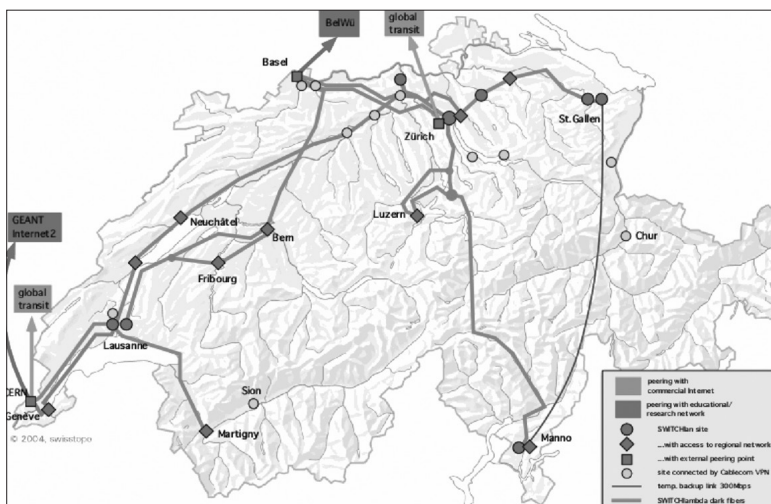 BelWü
global
transit
Basel
Zürich
St.Gallen
GEANT
Internet2
Neuchâtel
Luzern
Bern
Chur
Fribourg
global
transit
Lausanne
CERN
Sion
Genève
Martigny
Manno
© 2004, swisstopo
peering with
commercial Internet
peering with educational/
research network
SWITCHlan site
...with access to regional network
...with external peering point
site connected by Cablecom VPN
temp. backup link 300Mbps
SWITCHlambda dark fibers